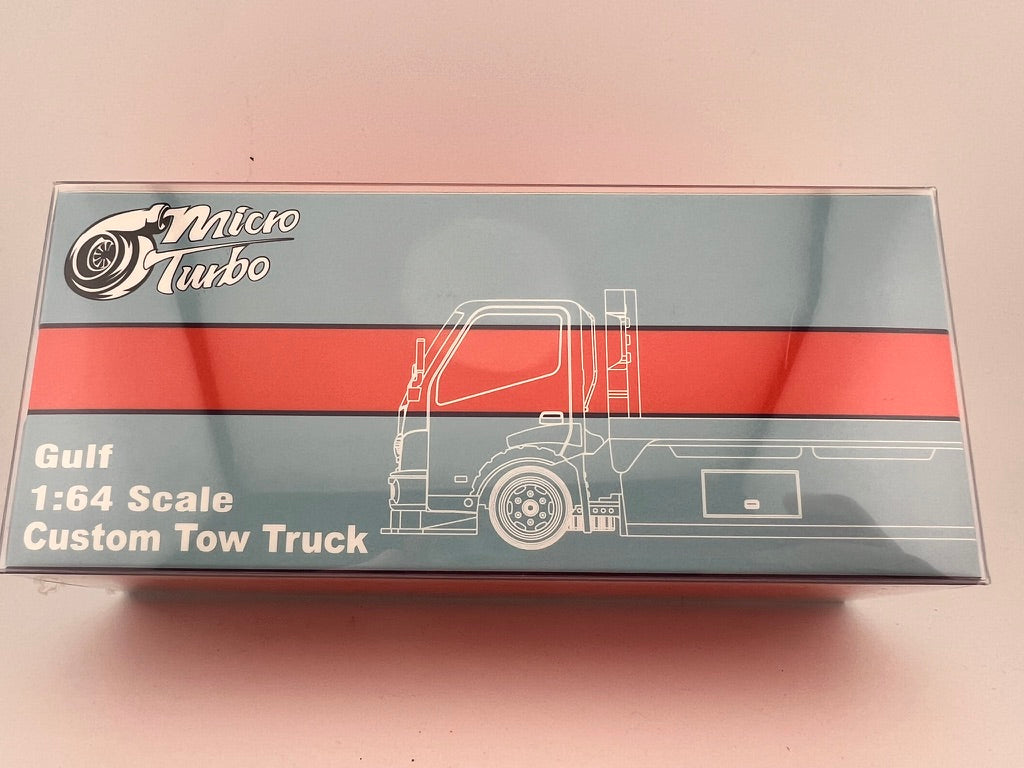 Micro
Turbo
Gulf
1:64 Scale
Custom Tow Truck